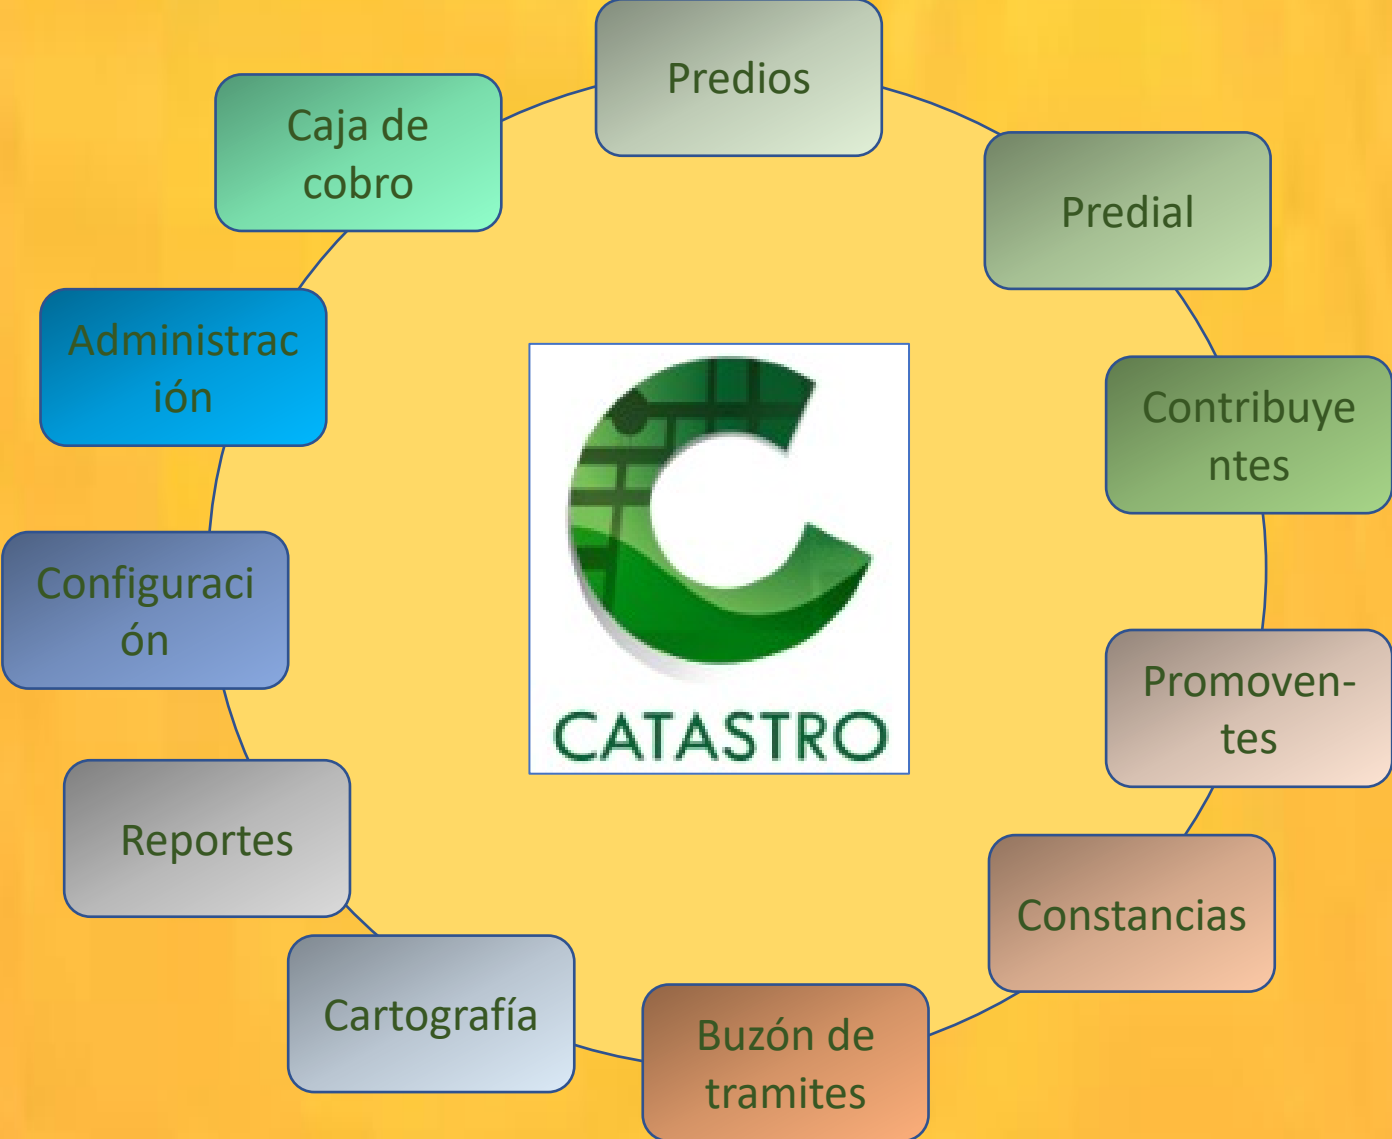 Predios
Predial
Contribuye
ntes
Promoven-
tes
Constancias
Buzón de
tramites
Cartografía
Reportes
Configuraci
ón
Administrac
ión
Caja de
cobro
CATASTRO